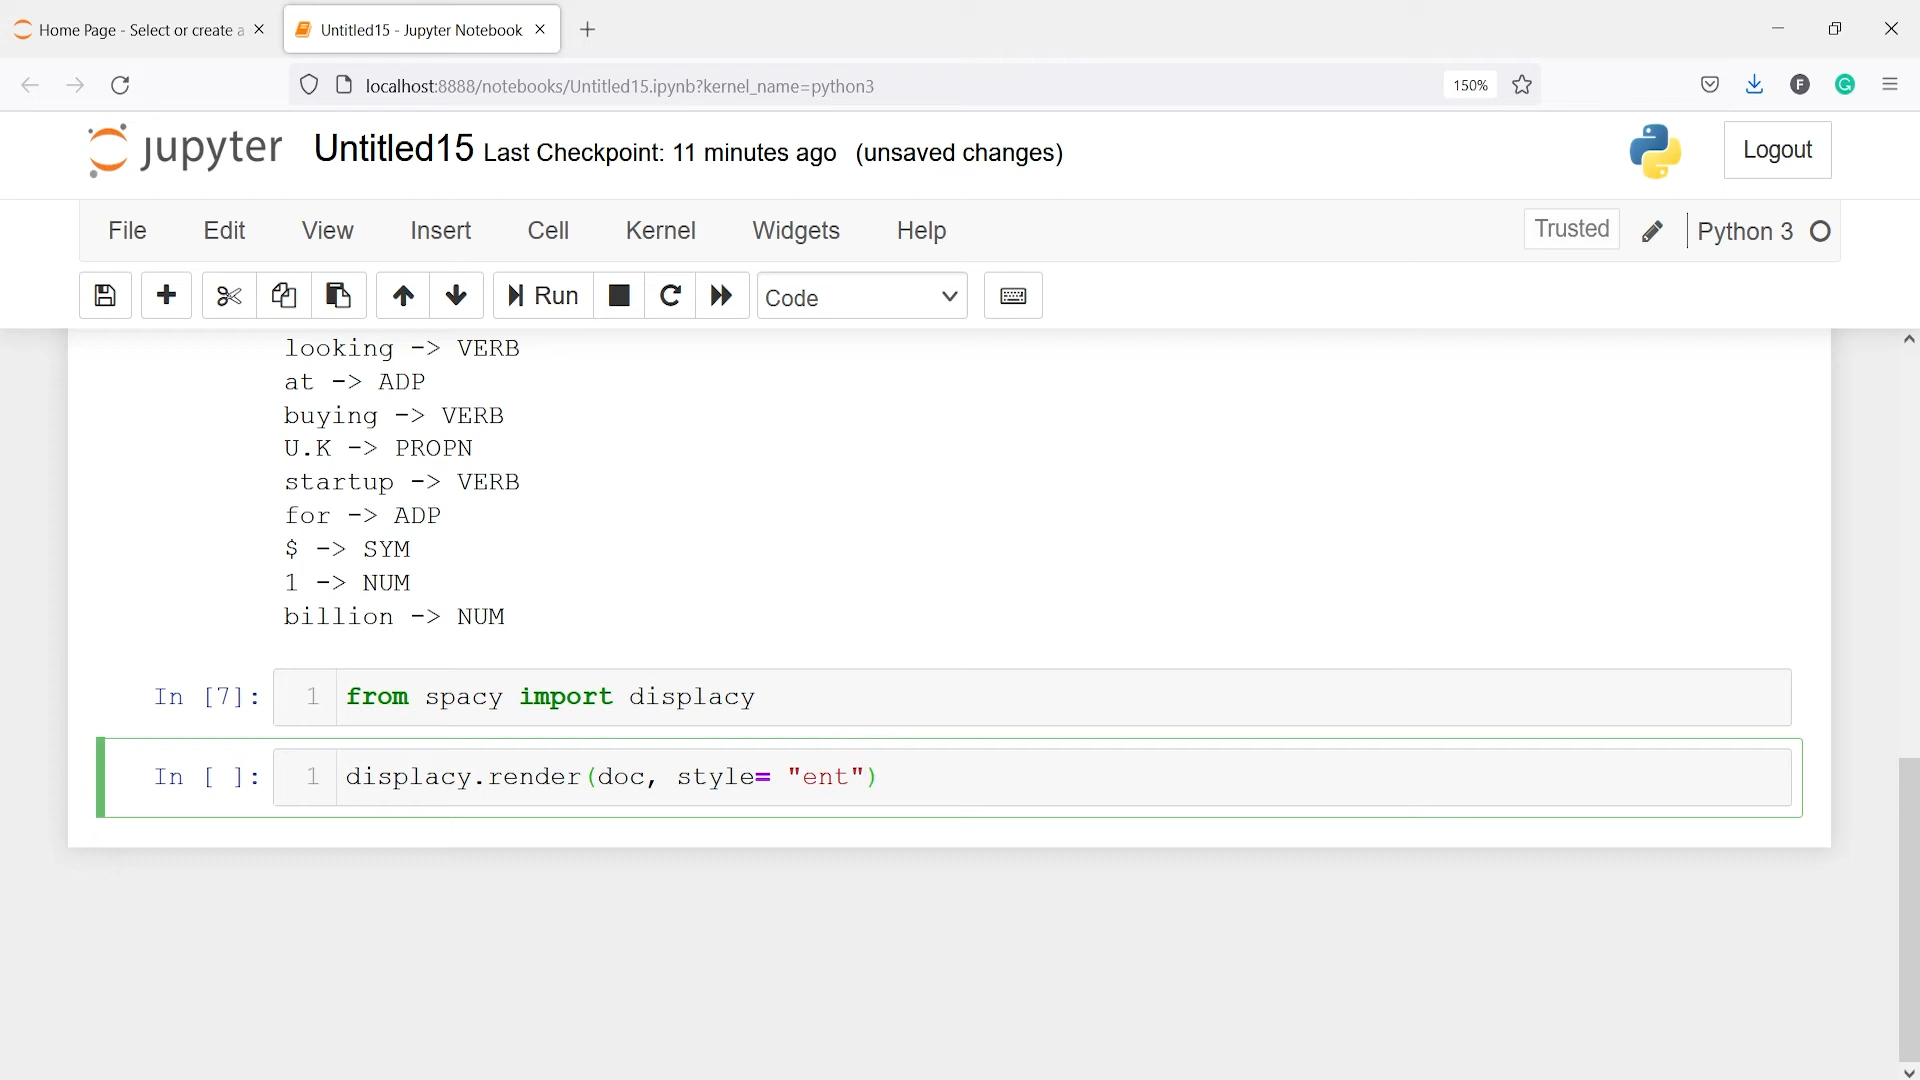 Home Page - Select or create a
Untitled15 - Jupyter Notebook
localhost:8888/notebooks/Untitled15.ipynb?kernel_name=python3
150%
F
G
jupyter Untitled15 Last Checkpoint: 11 minutes ago (unsaved changes)
Logout
File Edit View Insert Cell Kernel Widgets Help
Trusted
Python 3
Run
Code
looking -> VERB
at -> ADP
buying -> VERB
U.K -> PROPN
startup -> VERB
for -> ADP
$ -> SYM
1 -> NUM
billion -> NUM
In [7]: 1 from spacy import displacy
In [ ]: 1 displacy.render(doc, style= "ent")